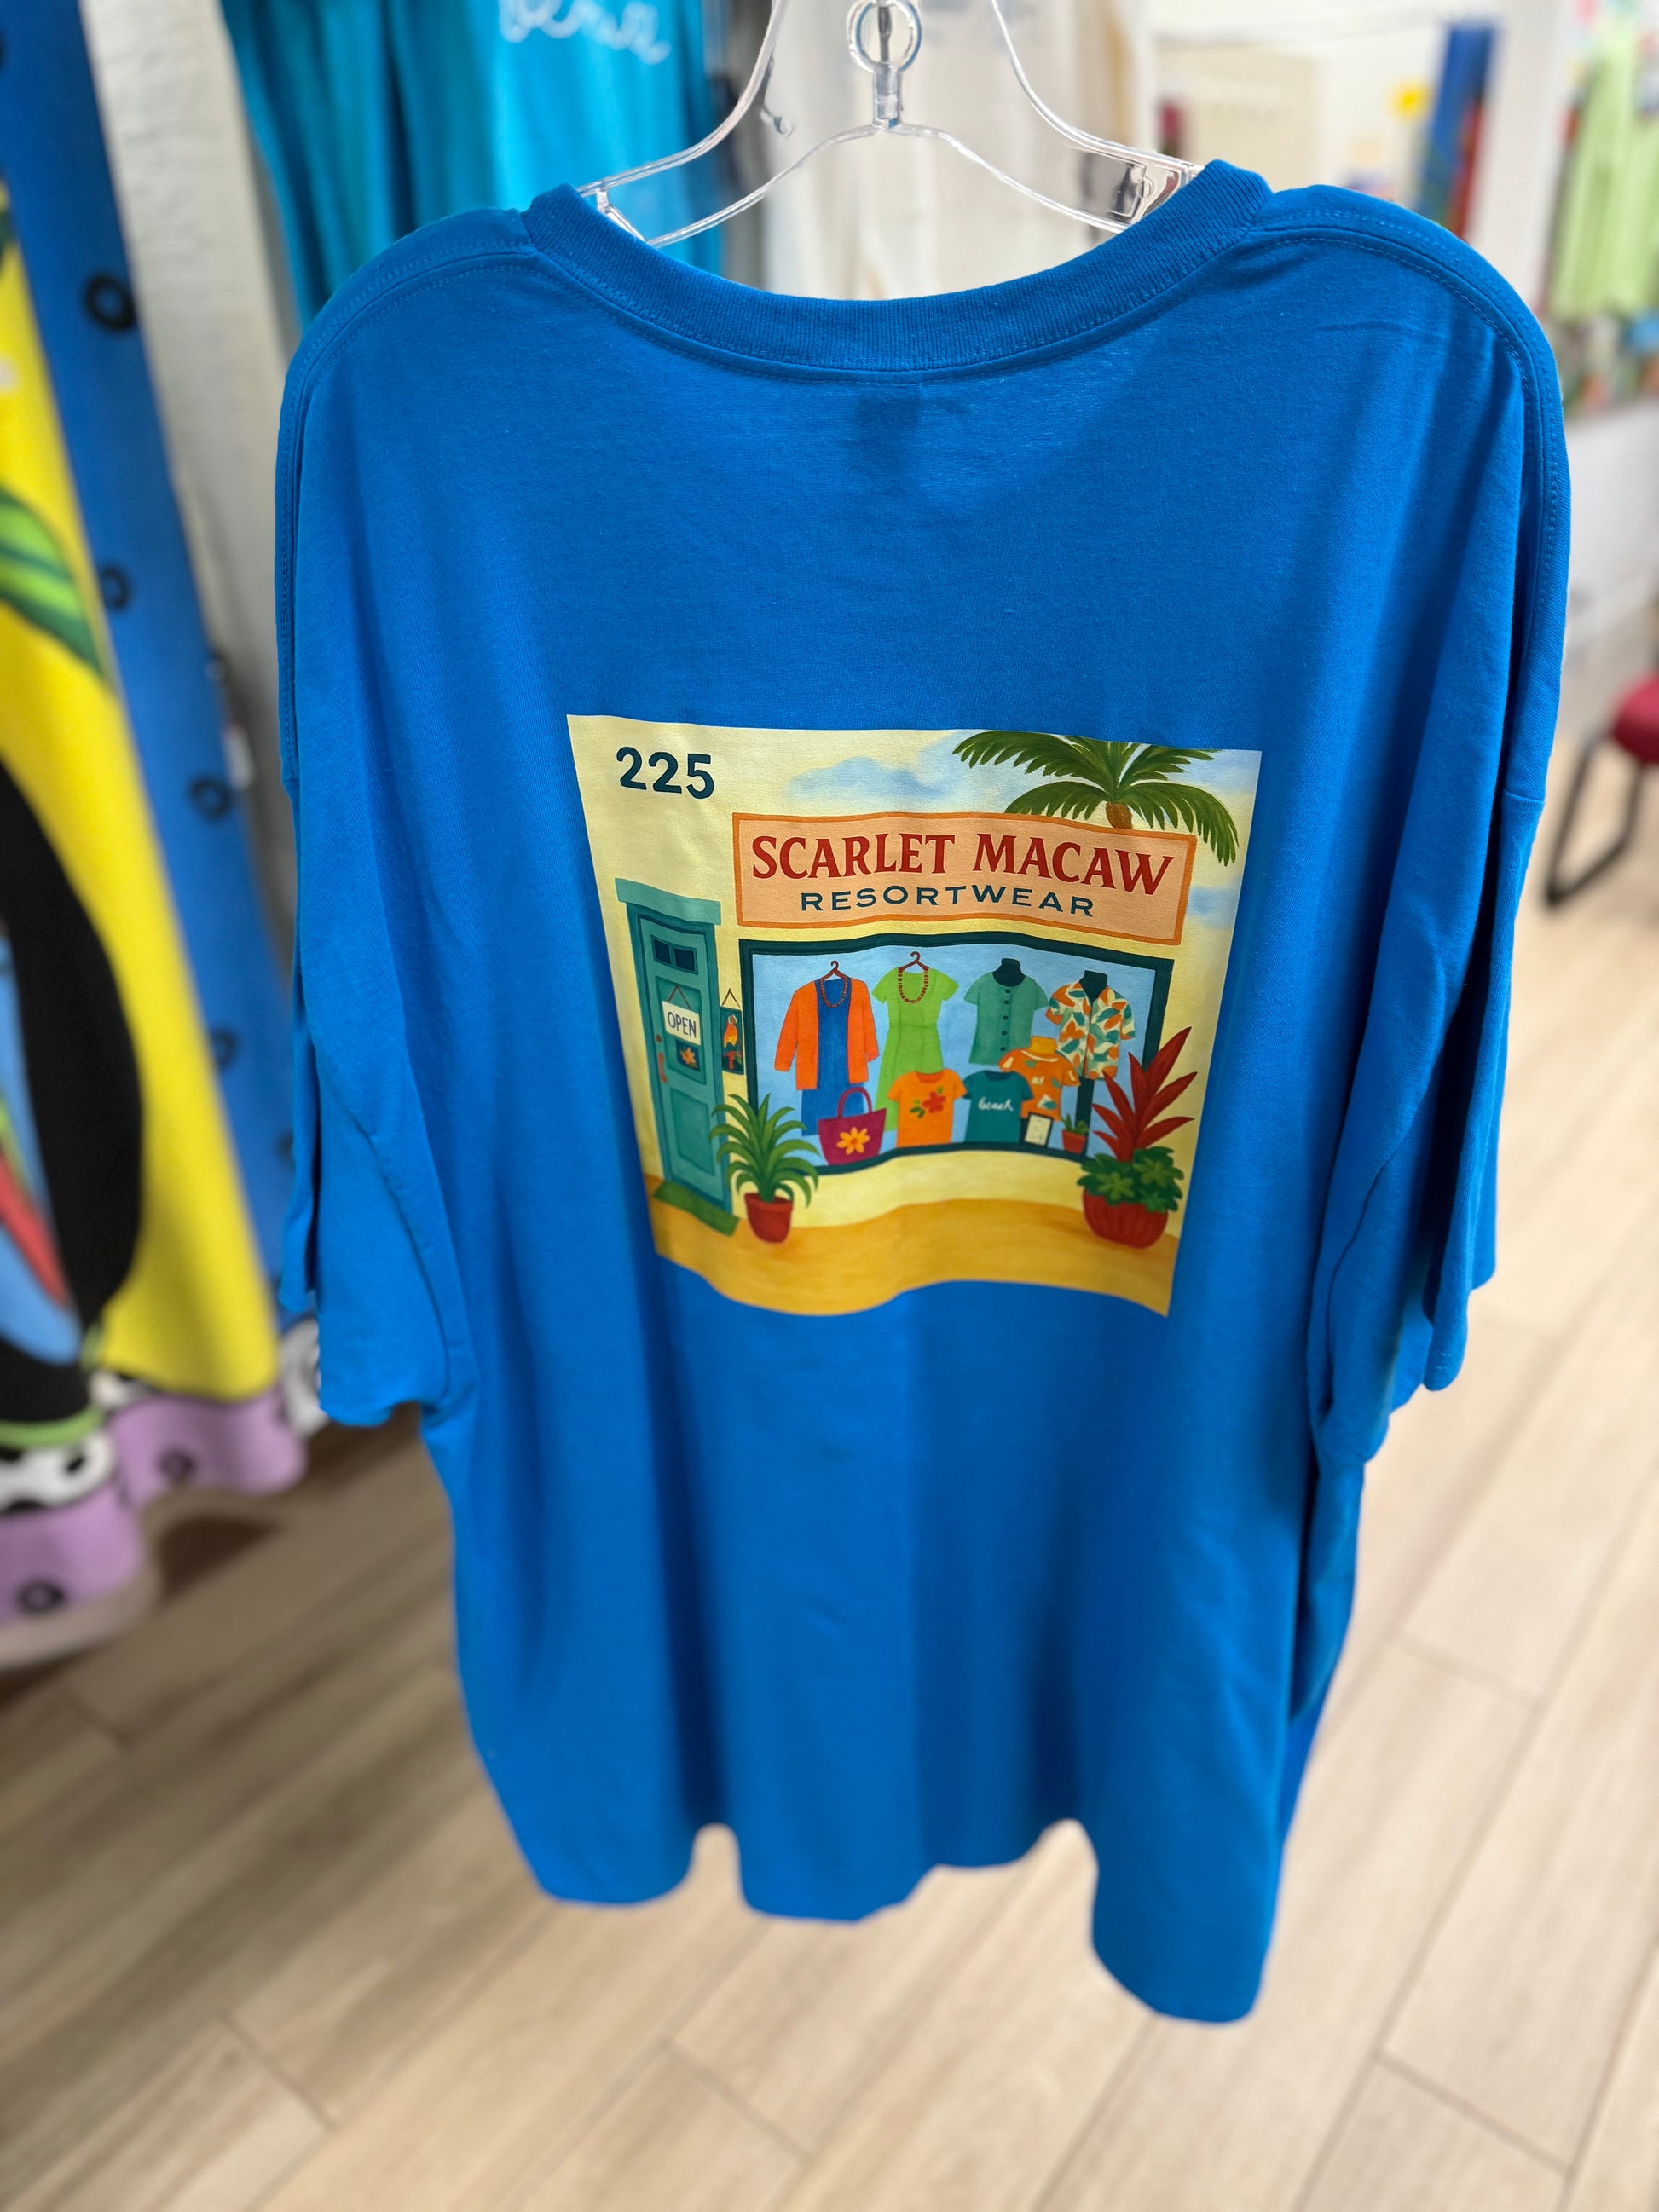 225
SCARLET MACAW
RESORTWEAR
OPEN
beach